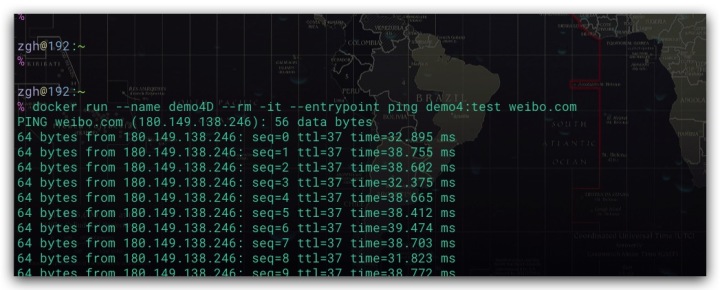 %
zgh@192:~
%
zgh@192:~
% docker run --name demo4D --rm -it --entrypoint ping demo4:test weibo.com
PING weibo.com (180.149.138.246): 56 data bytes
64 bytes from 180.149.138.246: seq=0 ttl=37 time=32.895 ms
64 bytes from 180.149.138.246: seq=1 ttl=37 time=38.755 ms
64 bytes from 180.149.138.246: seq=2 ttl=37 time=38.602 ms
64 bytes from 180.149.138.246: seq=3 ttl=37 time=32.375 ms
64 bytes from 180.149.138.246: seq=4 ttl=37 time=38.665 ms
64 bytes from 180.149.138.246: seq=5 ttl=37 time=38.412 ms
64 bytes from 180.149.138.246: seq=6 ttl=37 time=39.474 ms
64 bytes from 180.149.138.246: seq=7 ttl=37 time=38.703 ms
64 bytes from 180.149.138.246: seq=8 ttl=37 time=31.823 ms
64 bytes from 180.149.138.246: seq=9 ttl=37 time=38.772 ms
COLOMBIA
BRAZIL
SOUTH
ATLANTIC
OCEAN